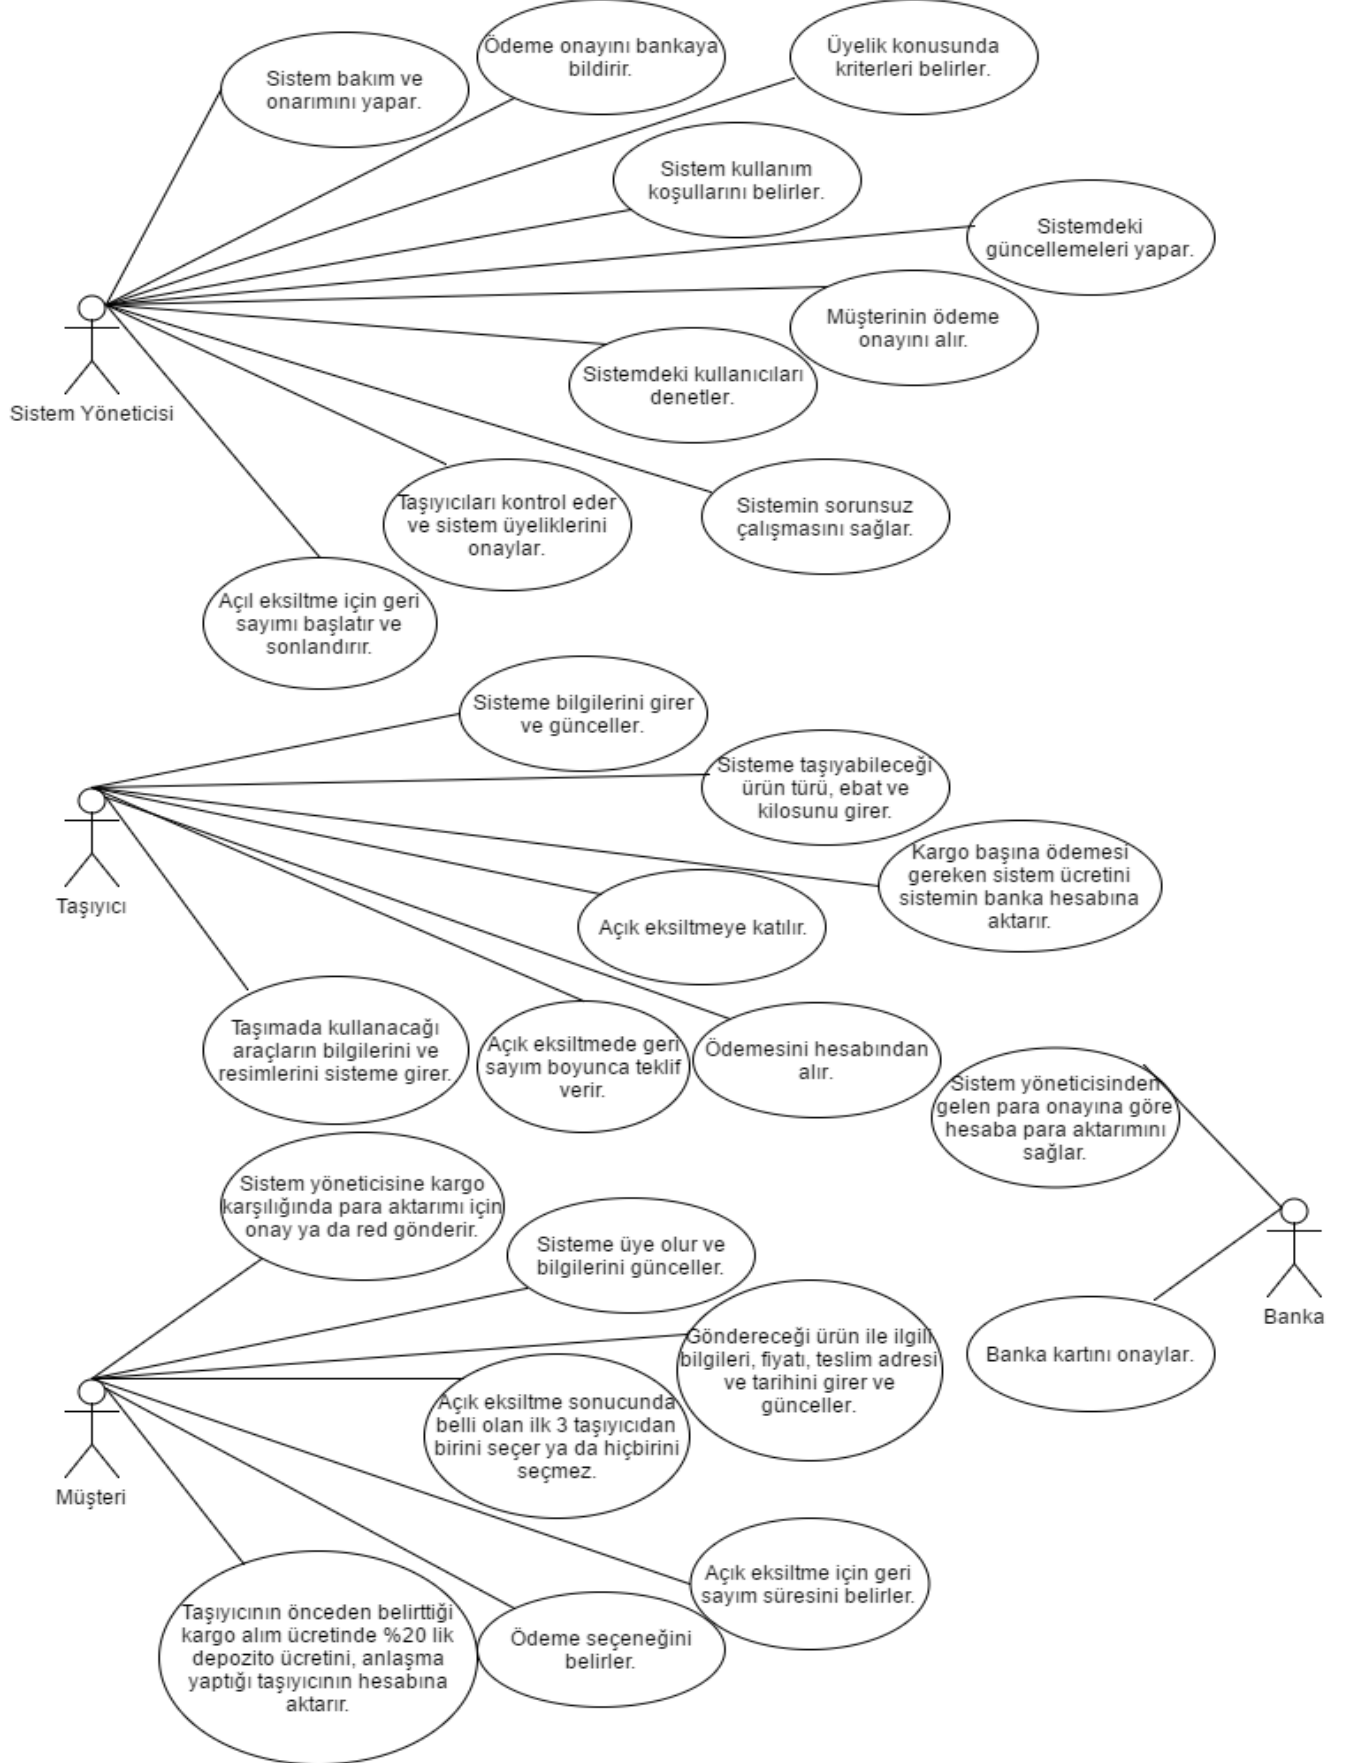 Sistem bakım ve
onarımını yapar.
Ödeme onayını bankaya
bildirir.
Üyelik konusunda
kriterleri belirler.
Sistem kullanım
koşullarını belirler.
Sistemdeki
güncellemeleri yapar.
Müşterinin ödeme
onayını alır.
Sistemdeki kullanıcıları
denetler.
Sistem Yöneticisi
Taşıyıcıları kontrol eder
ve sistem üyeliklerini
onaylar.
Sistemin sorunsuz
çalışmasını sağlar.
Açıl eksiltme için geri
sayımı başlatır ve
sonlandırır.
Sisteme bilgilerini girer
ve günceller.
Sisteme taşıyabileceği
ürün türü, ebat ve
kilosunu girer.
Kargo başına ödemesi
gereken sistem ücretini
sistemin banka hesabına
aktarır.
Taşıyıcı
Açık eksiltmeye katılır.
Taşımada kullanacağı
araçların bilgilerini ve
resimlerini sisteme girer.
Açık eksiltmede geri
sayım boyunca teklif
verir.
Ödemesini hesabından
alır.
Sistem yöneticisinden
gelen para onayına göre
hesaba para aktarımını
sağlar.
Sistem yöneticisine kargo
karşılığında para aktarımı için
onay ya da red gönderir.
Sisteme üye olur ve
bilgilerini günceller.
Göndereceği ürün ile ilgili
bilgileri, fiyatı, teslim adresi
ve tarihini girer ve
günceller.
Banka
Banka kartını onaylar.
Açık eksiltme sonucunda
belli olan ilk 3 taşıyıcıdan
birini seçer ya da hiçbirini
seçmez.
Müşteri
Açık eksiltme için geri
sayım süresini belirler.
Taşıyıcının önceden belirttiği
kargo alım ücretinde %20 lik
depozito ücretini, anlaşma
yaptığı taşıyıcının hesabına
aktarır.
Ödeme seçeneğini
belirler.